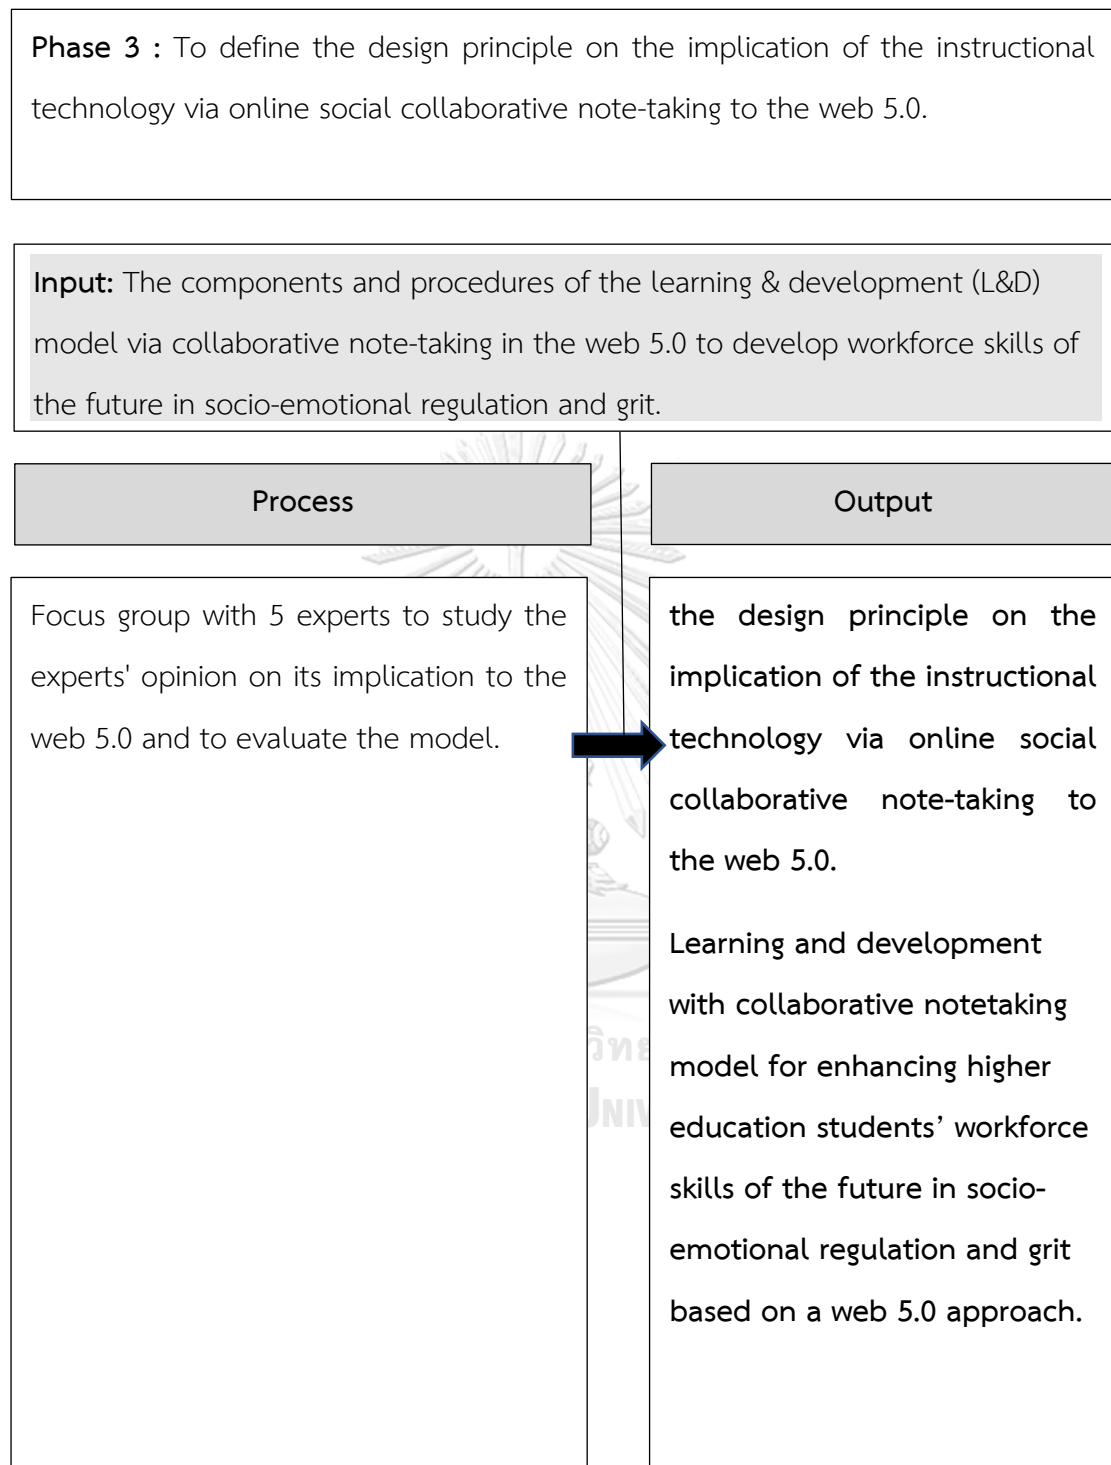 Phase 3 : To define the design principle on the implication of the instructional
technology via online social collaborative note-taking to the web 5.0.
Input: The components and procedures of the learning & development (L&D)
model via collaborative note-taking in the web 5.0 to develop workforce skills of
the future in socio-emotional regulation and grit.
Process
Output
Focus group with 5 experts to study the
experts' opinion on its implication to the
web 5.0 and to evaluate the model.
the design principle on the
implication of the instructional
technology via online social
collaborative note-taking to
the web 5.0.
Learning and development
with collaborative notetaking
model for enhancing higher
education students’ workforce
skills of the future in socio-
emotional regulation and grit
based on a web 5.0 approach.